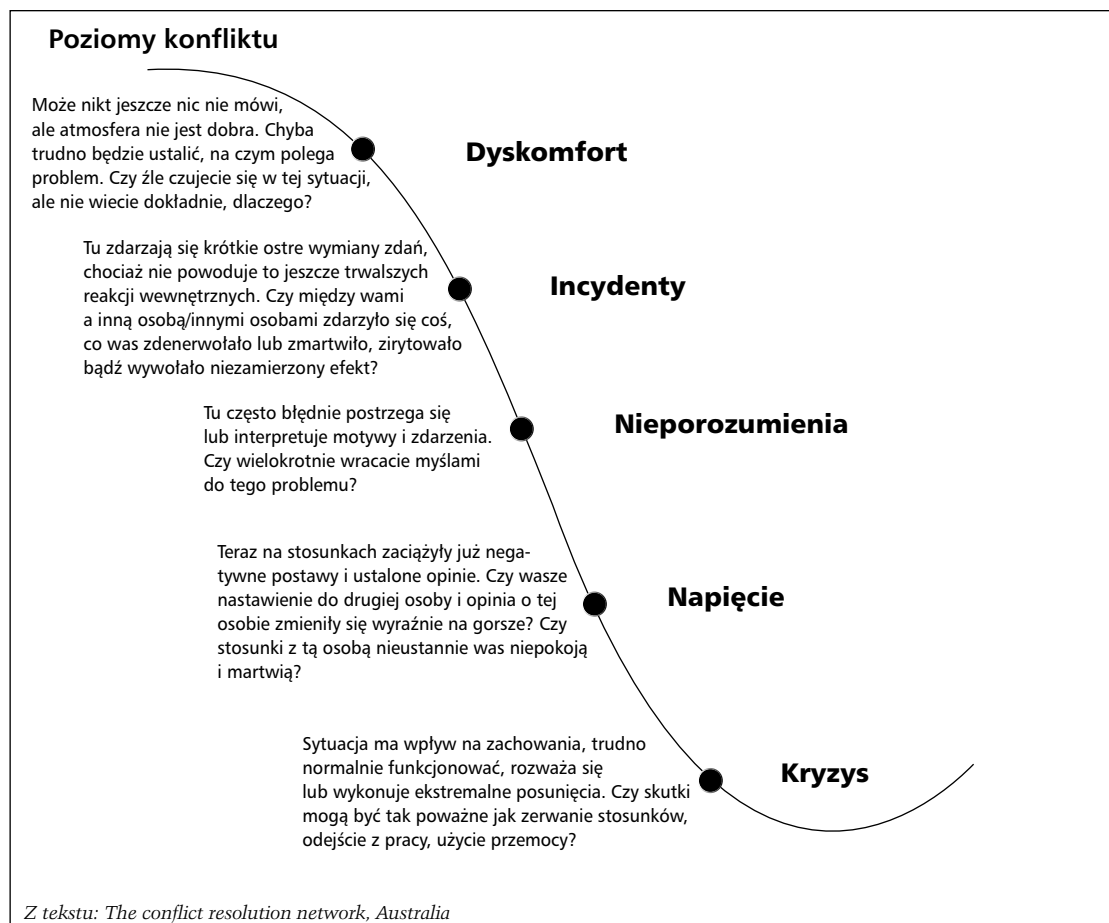 Poziomy konfliktu
Może nikt jeszcze nic nie mówi,
ale atmosfera nie jest dobra. Chyba
trudno będzie ustalić, na czym polega
problem. Czy źle czujecie się w tej sytuacji,
ale nie wiecie dokładnie, dlaczego?
Dyskomfort
Tu zdarzają się krótkie ostre wymiany zdań,
chociaż nie powoduje to jeszcze trwalszych
reakcji wewnętrznych. Czy między wami
a inną osobą/innymi osobami zdarzyło się coś,
co was zdenerwołało lub zmartwiło, zirytowało
bądź wywołało niezamierzony efekt?
Incydenty
Tu często błędnie postrzega się
lub interpretuje motywy i zdarzenia.
Czy wielokrotnie wracacie myślami
do tego problemu?
Nieporozumienia
Teraz na stosunkach zaciążyły już nega-
tywne postawy i ustalone opinie. Czy wasze
nastawienie do drugiej osoby i opinia o tej
osobie zmieniły się wyraźnie na gorsze? Czy
stosunki z tą osobą nieustannie was niepokoją
i martwią?
Napięcie
Sytuacja ma wpływ na zachowania, trudno
normalnie funkcjonować, rozważa się
lub wykonuje ekstremalne posunięcia. Czy skutki
mogą być tak poważne jak zerwanie stosunków,
odejście z pracy, użycie przemocy?
Kryzys
Z tekstu: The conflict resolution network, Australia